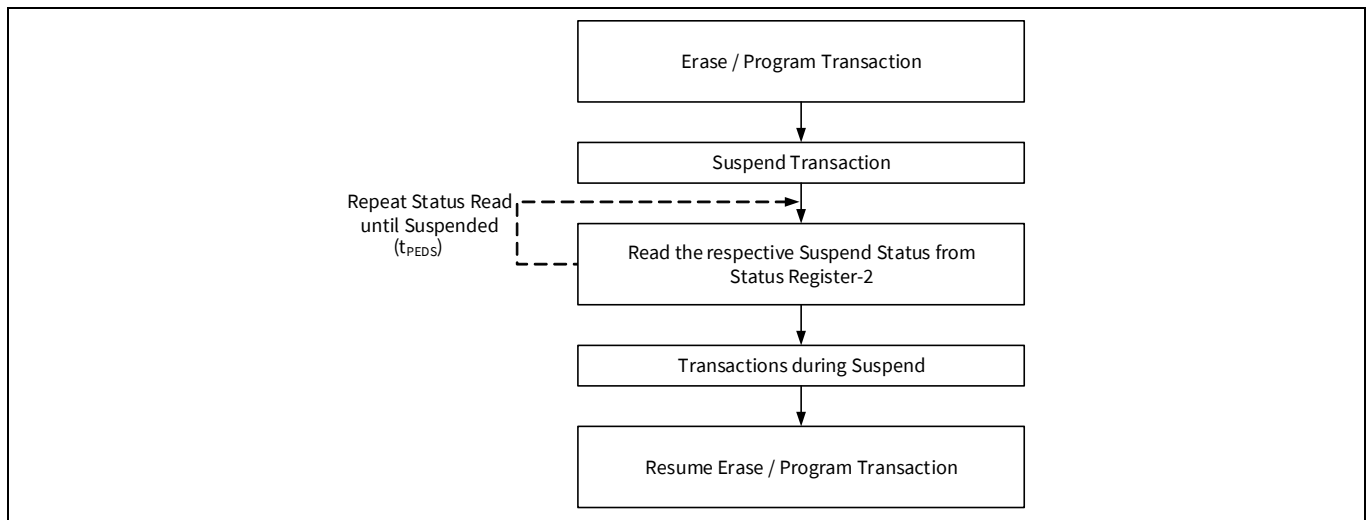 Erase / Program Transaction
Suspend Transaction
Repeat Status Read
until Suspended
(tPEDS)
Read the respective Suspend Status from
Status Register-2
Transactions during Suspend
Resume Erase / Program Transaction